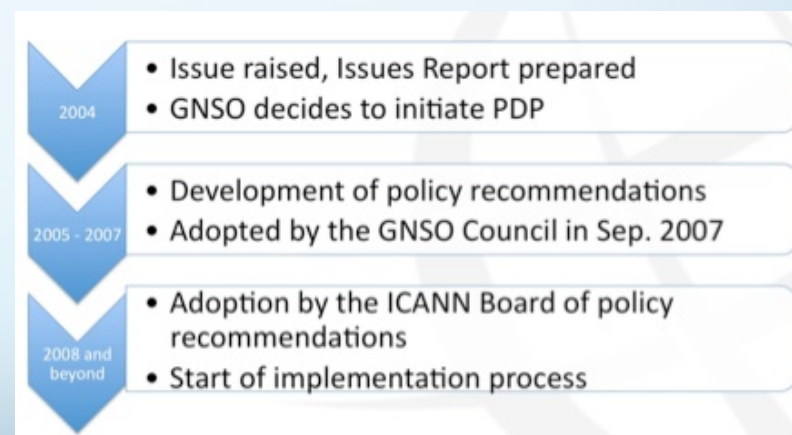 2004
• Issue raised, Issues Report prepared
• GNSO decides to initiate PDP
2005 - 2007
• Development of policy recommendations
• Adopted by the GNSO Council in Sep. 2007
2008 and
beyond
• Adoption by the ICANN Board of policy
recommendations
• Start of implementation process